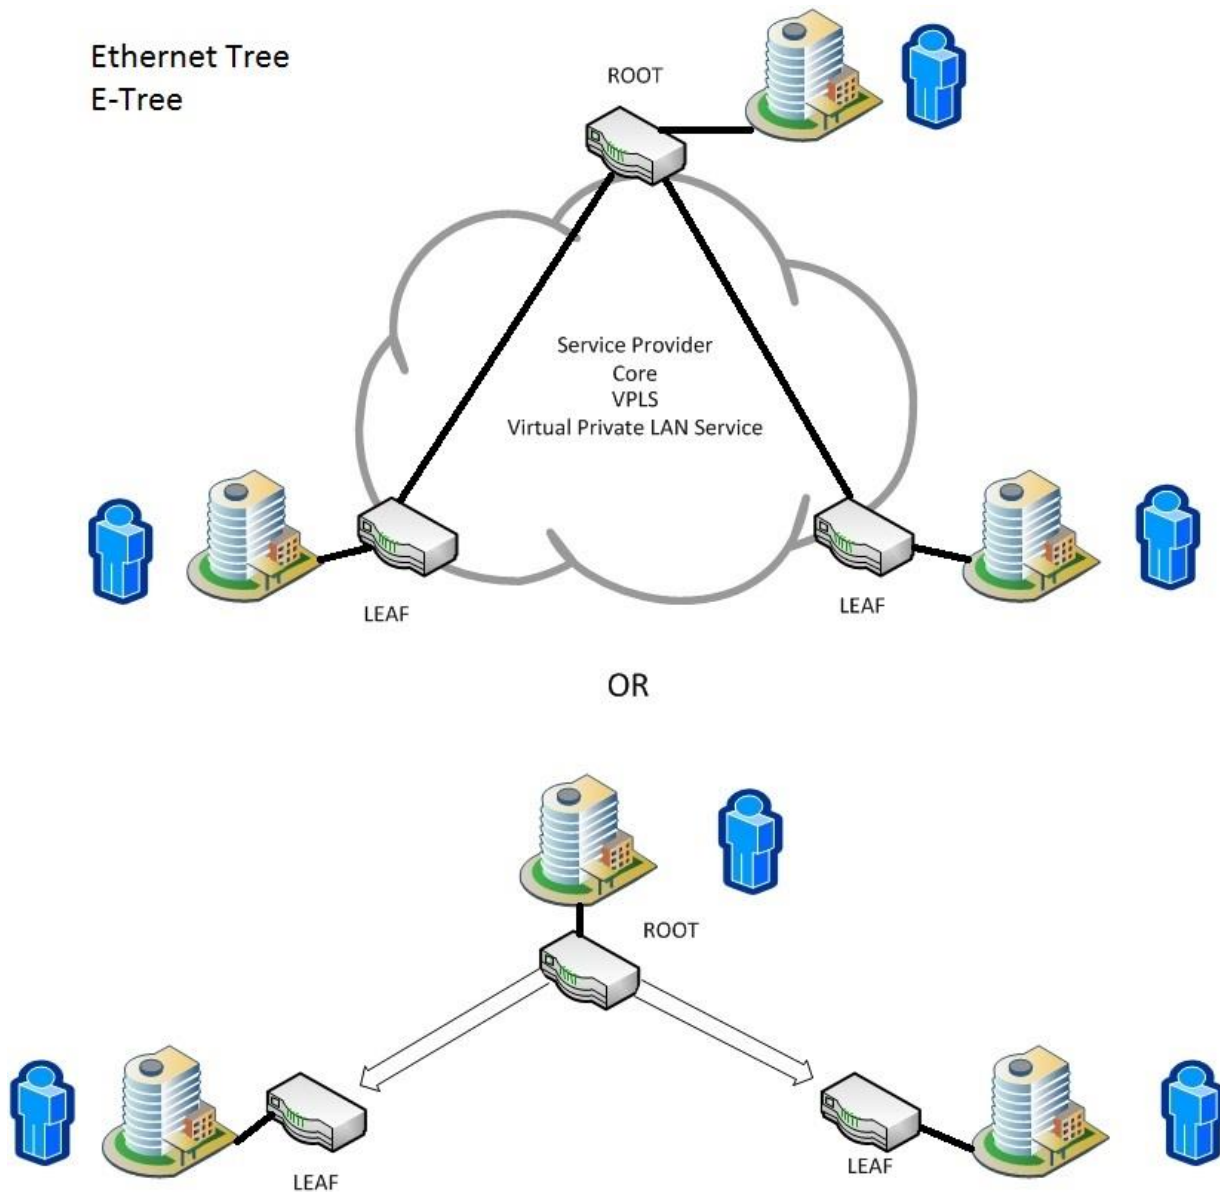 Ethernet Tree
E-Tree
ROOT
Service Provider
Core
VPLS
Virtual Private LAN Service
LEAF
LEAF
OR
ROOT
LEAF
LEAF